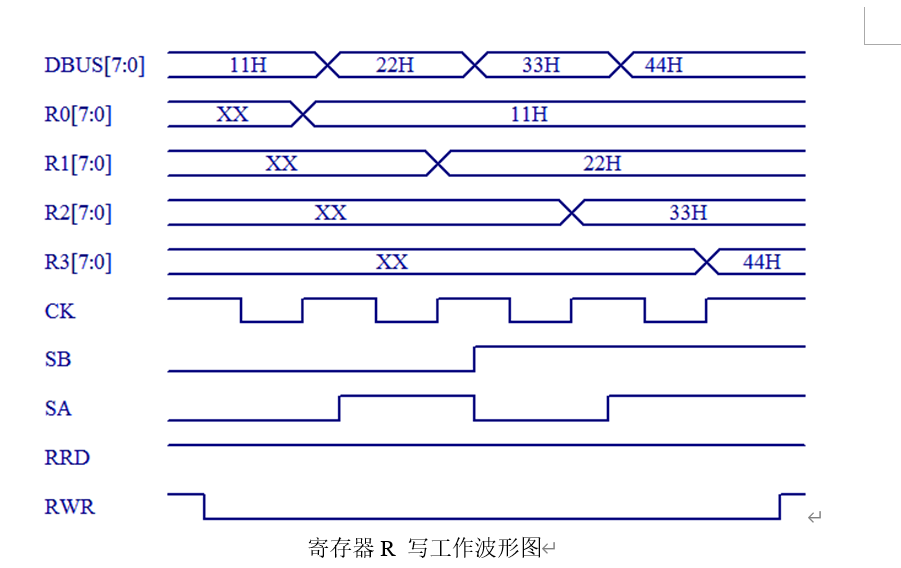 DBUS[7:0] 11H 22H 33H 44H
R0[7:0] XX 11H
R1[7:0] XX 22H
R2[7:0] XX 33H
R3[7:0] XX 44H
CK
SB
SA
RRD
RWR
寄存器 R 写工作波形图